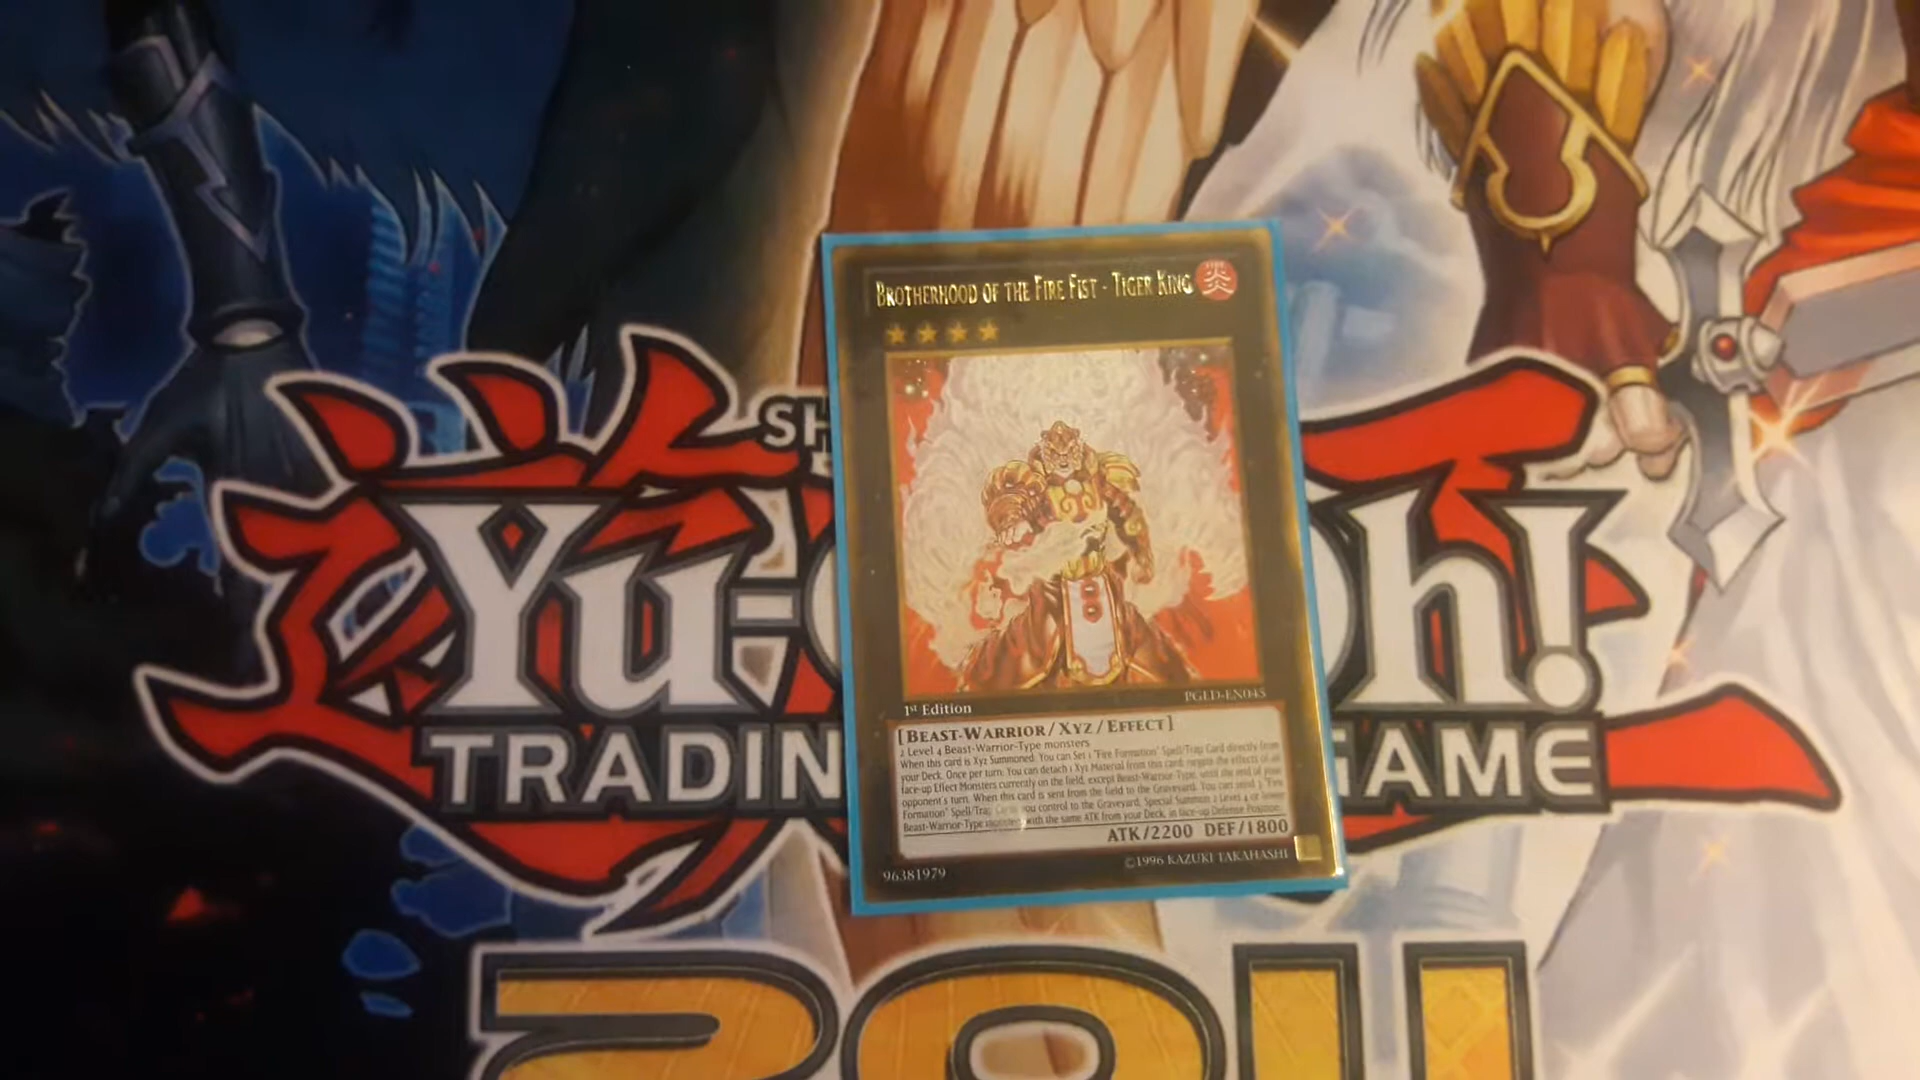 BROTHERHOOD OF THE FIRE FIST - TIGER KING 炎
SH
Yu- Oh!
TRADIN GAME
PGLD-EN045
1st Edition
[BEAST-WARRIOR/XYZ/EFFECT]
2 Level 4 Beast-Warrior-Type monsters
When this card is Xyz Summoned: You can Set 1 "Fire Formation" Spell/Trap Card directly from
your Deck. Once per turn: You can detach 1 Xyz Material from this card; negate the effects of all
face-up Effect Monsters currently on the field, except Beast-Warrior-Type, until the end of your
opponent's turn. When this card is sent from the field to the Graveyard: You can send 3 "Fire
Formation" Spell/Trap Cards you control to the Graveyard; Special Summon 2 Level 4 or lower
Beast-Warrior-Type monsters with the same ATK from your Deck, in face-up Defense Position.
ATK/2200 DEF/1800
96381979
©1996 KAZUKI TAKAHASHI
2011